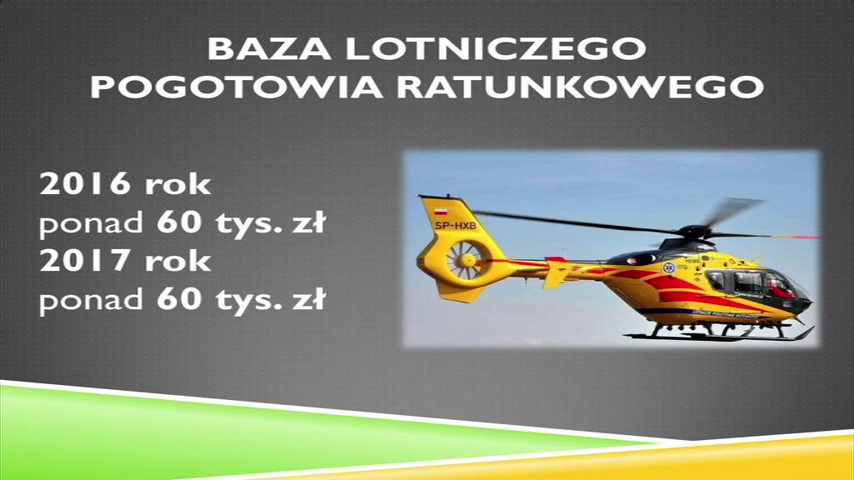 BAZA LOTNICZEGO
POGOTOWIA RATUNKOWEGO
2016 rok
ponad 60 tys. zł
2017 rok
ponad 60 tys. zł
SP-HXB